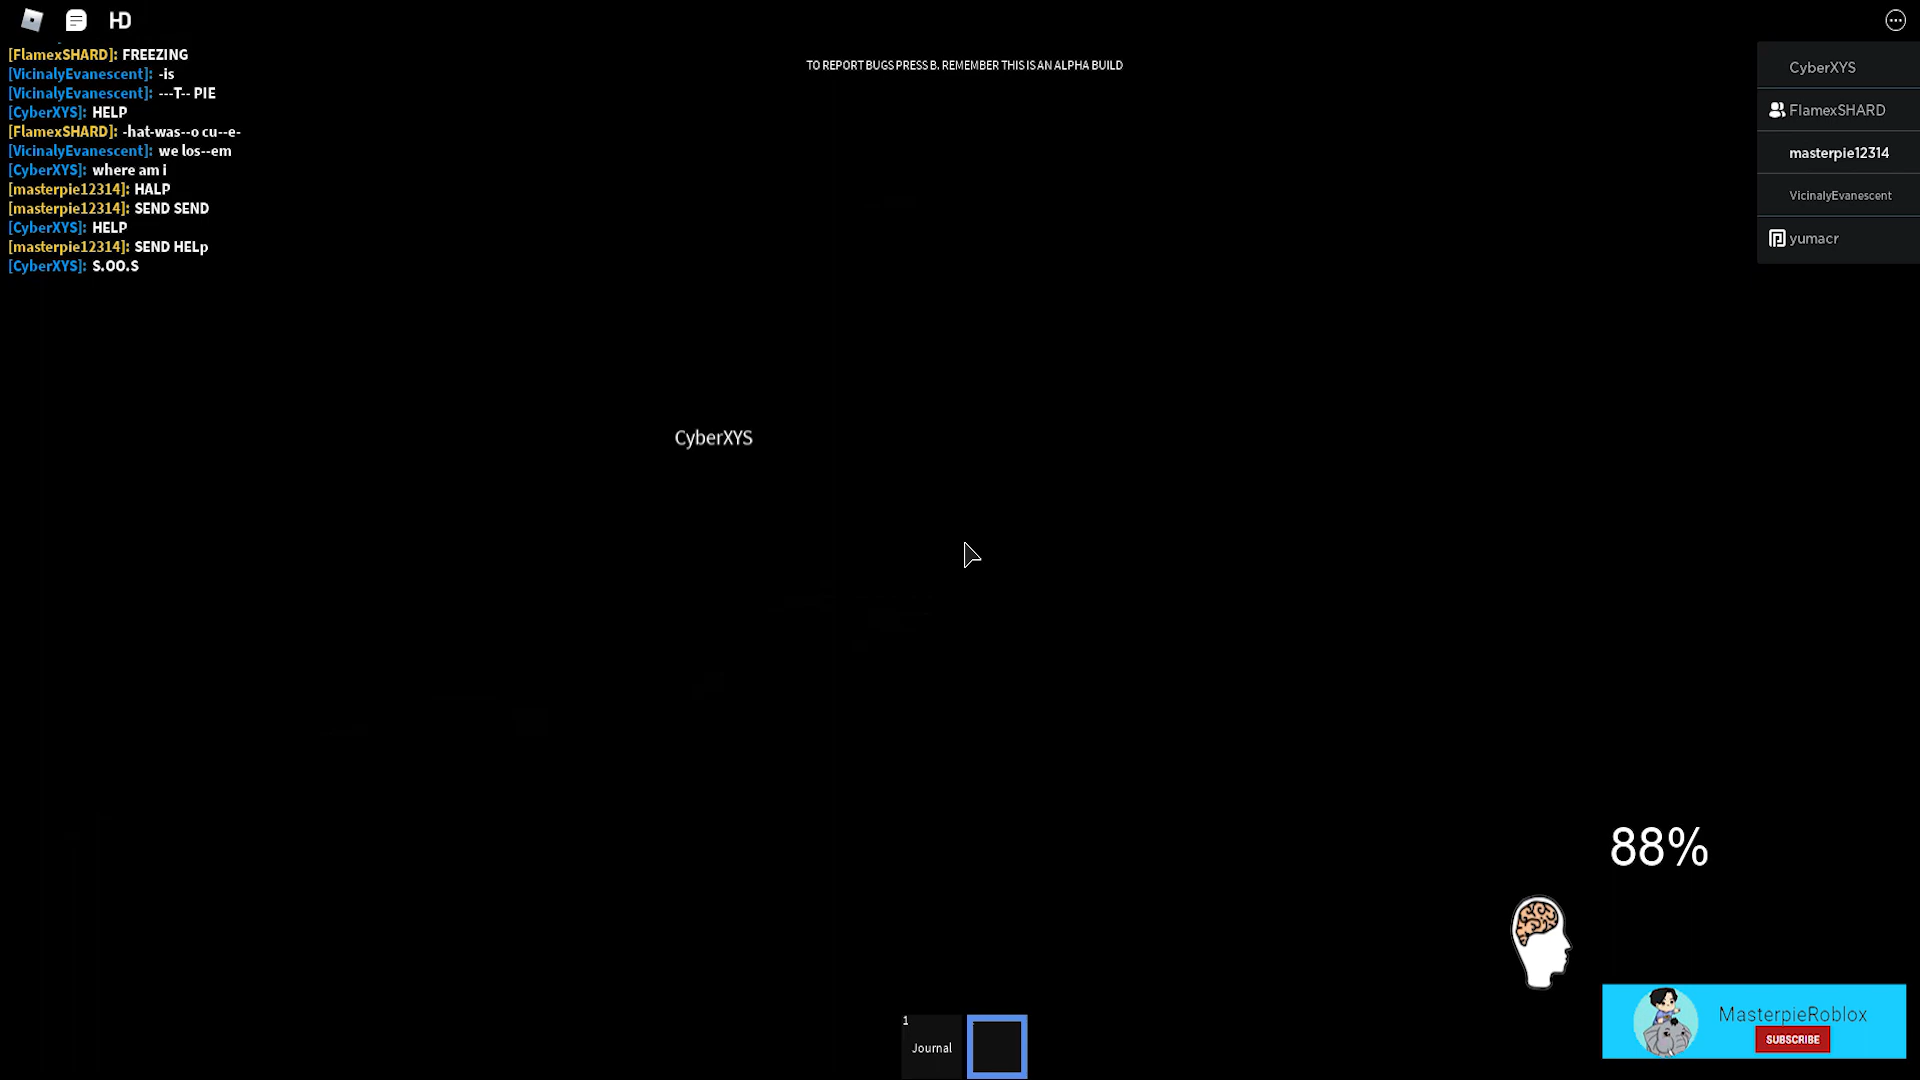 HD
[FlamexSHARD]: FREEZING
[VicinalyEvanescent]: -is
[VicinalyEvanescent]: ---T-- PIE
[CyberXYS]: HELP
[FlamexSHARD]: -hat-was--o cu--e-
[VicinalyEvanescent]: we los--em
[CyberXYS]: where am i
[masterpie12314]: HALP
[masterpie12314]: SEND SEND
[CyberXYS]: HELP
[masterpie12314]: SEND HELp
[CyberXYS]: S.OO.S
TO REPORT BUGS PRESS B. REMEMBER THIS IS AN ALPHA BUILD
CyberXYS
FlamexSHARD
masterpie12314
VicinalyEvanescent
yumacr
CyberXYS
88%
1
Journal
MasterpieRoblox
SUBSCRIBE